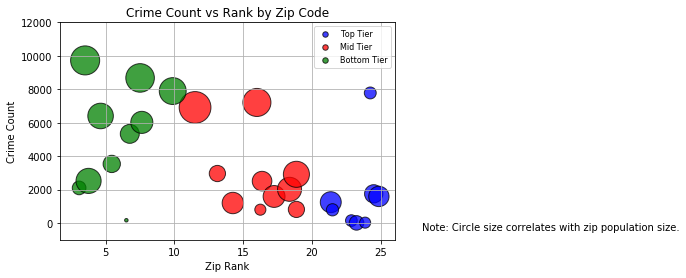 Crime Count vs Rank by Zip Code
12000
10000
8000
6000
4000
2000
0
Crime Count
5
10
15
20
25
Zip Rank
Top Tier
Mid Tier
Bottom Tier
Note: Circle size correlates with zip population size.